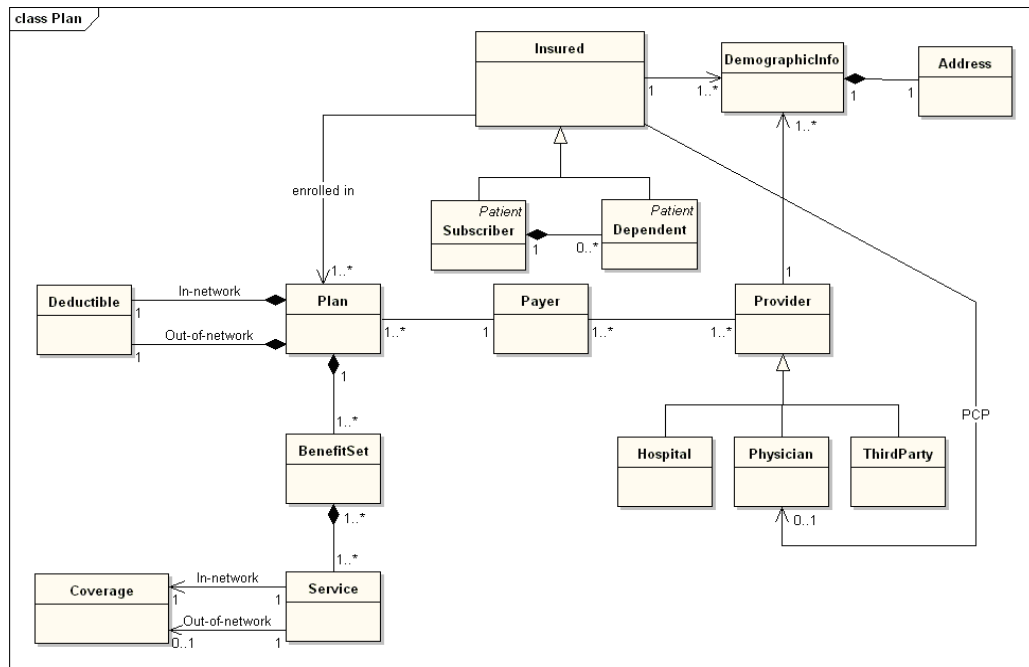 class Plan
Insured
DemographicInfo
Address
1
1..*
1
1
1..*
enrolled in
Patient
Subscriber
Patient
Dependent
1
0..*
1..*
1
Deductible
In-network
1
Out-of-network
1
Plan
Payer
Provider
1..*
1
1..*
1..*
1
PCP
1..*
BenefitSet
Hospital
Physician
ThirdParty
1..*
0..1
1..*
Coverage
In-network
1
1
Out-of-network
0..1
1
Service